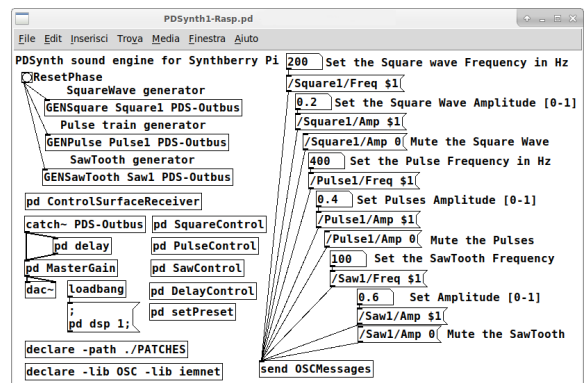 PDSynth1-Rasp.pd
File Edit Inserisci Trova Media Finestra Aiuto
PDSynth sound engine for Synthberry Pi
ResetPhase
SquareWave generator
GENSquare Square1 PDS-Outbus
Pulse train generator
GENPulse Pulse1 PDS-Outbus
SawTooth generator
GENSawTooth Saw1 PDS-Outbus
pd ControlSurfaceReceiver
catch~ PDS-Outbus
pd delay
pd MasterGain
dac~
loadbang
;
pd dsp 1;
declare -path ./PATCHES
declare -lib OSC -lib iemnet
pd SquareControl
pd PulseControl
pd SawControl
pd DelayControl
pd setPreset
200 Set the Square wave Frequency in Hz
/Square1/Freq $1
0.2 Set the Square Wave Amplitude [0-1]
/Square1/Amp $1
/Square1/Amp 0 Mute the Square Wave
400 Set the Pulse Frequency in Hz
/Pulse1/Freq $1
0.4 Set Pulses Amplitude [0-1]
/Pulse1/Amp $1
/Pulse1/Amp 0 Mute the Pulses
100 Set the SawTooth Frequency
/Saw1/Freq $1
0.6 Set Amplitude [0-1]
/Saw1/Amp $1
/Saw1/Amp 0 Mute the SawTooth
send OSCMessages